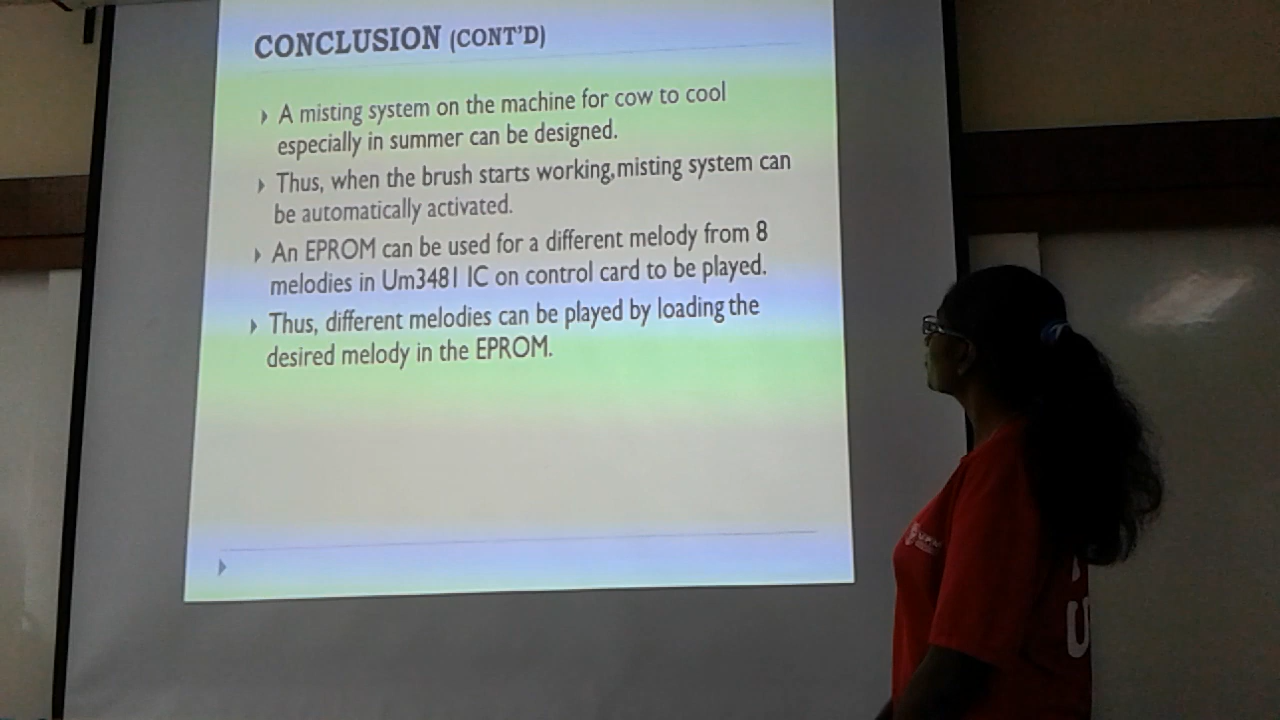 CONCLUSION (CONT'D)
A misting system on the machine for cow to cool
especially in summer can be designed.
Thus, when the brush starts working,misting system can
be automatically activated.
An EPROM can be used for a different melody from 8
melodies in Um3481 IC on control card to be played.
Thus, different melodies can be played by loading the
desired melody in the EPROM.
U